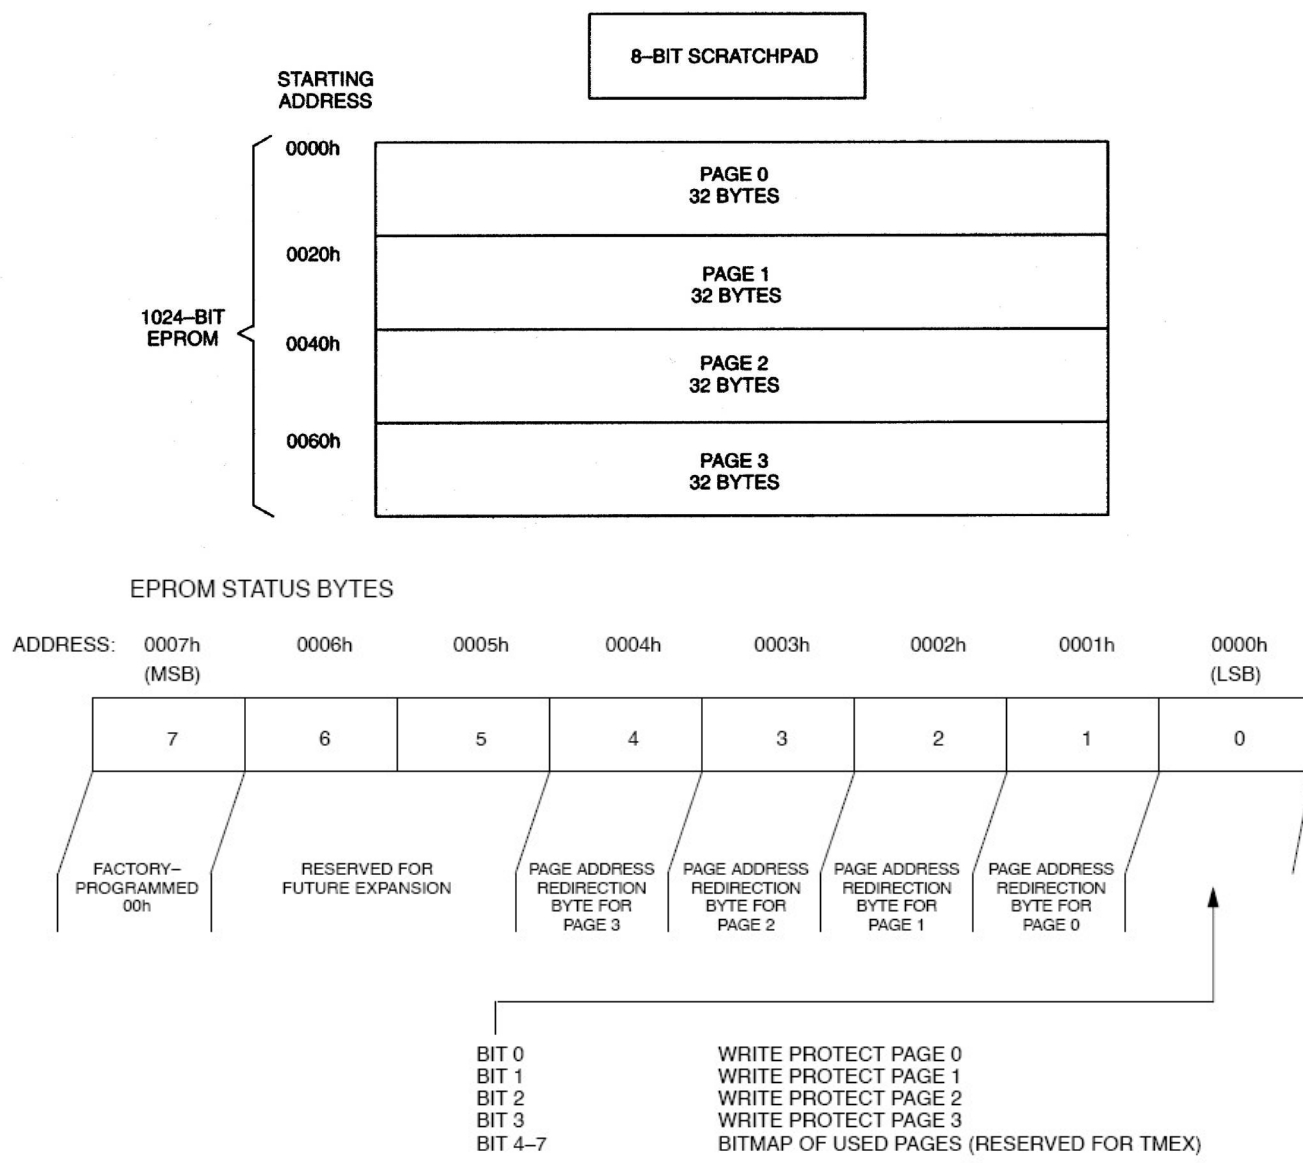 8–BIT SCRATCHPAD
STARTING
ADDRESS
0000h
PAGE 0
32 BYTES
0020h
PAGE 1
32 BYTES
1024–BIT
EPROM
0040h
PAGE 2
32 BYTES
0060h
PAGE 3
32 BYTES
EPROM STATUS BYTES
ADDRESS: 0007h 0006h 0005h 0004h 0003h 0002h 0001h 0000h
(MSB) (LSB)
7 6 5 4 3 2 1 0
FACTORY–
PROGRAMMED
00h
RESERVED FOR
FUTURE EXPANSION
PAGE ADDRESS
REDIRECTION
BYTE FOR
PAGE 3
PAGE ADDRESS
REDIRECTION
BYTE FOR
PAGE 2
PAGE ADDRESS
REDIRECTION
BYTE FOR
PAGE 1
PAGE ADDRESS
REDIRECTION
BYTE FOR
PAGE 0
BIT 0 WRITE PROTECT PAGE 0
BIT 1 WRITE PROTECT PAGE 1
BIT 2 WRITE PROTECT PAGE 2
BIT 3 WRITE PROTECT PAGE 3
BIT 4–7 BITMAP OF USED PAGES (RESERVED FOR TMEX)